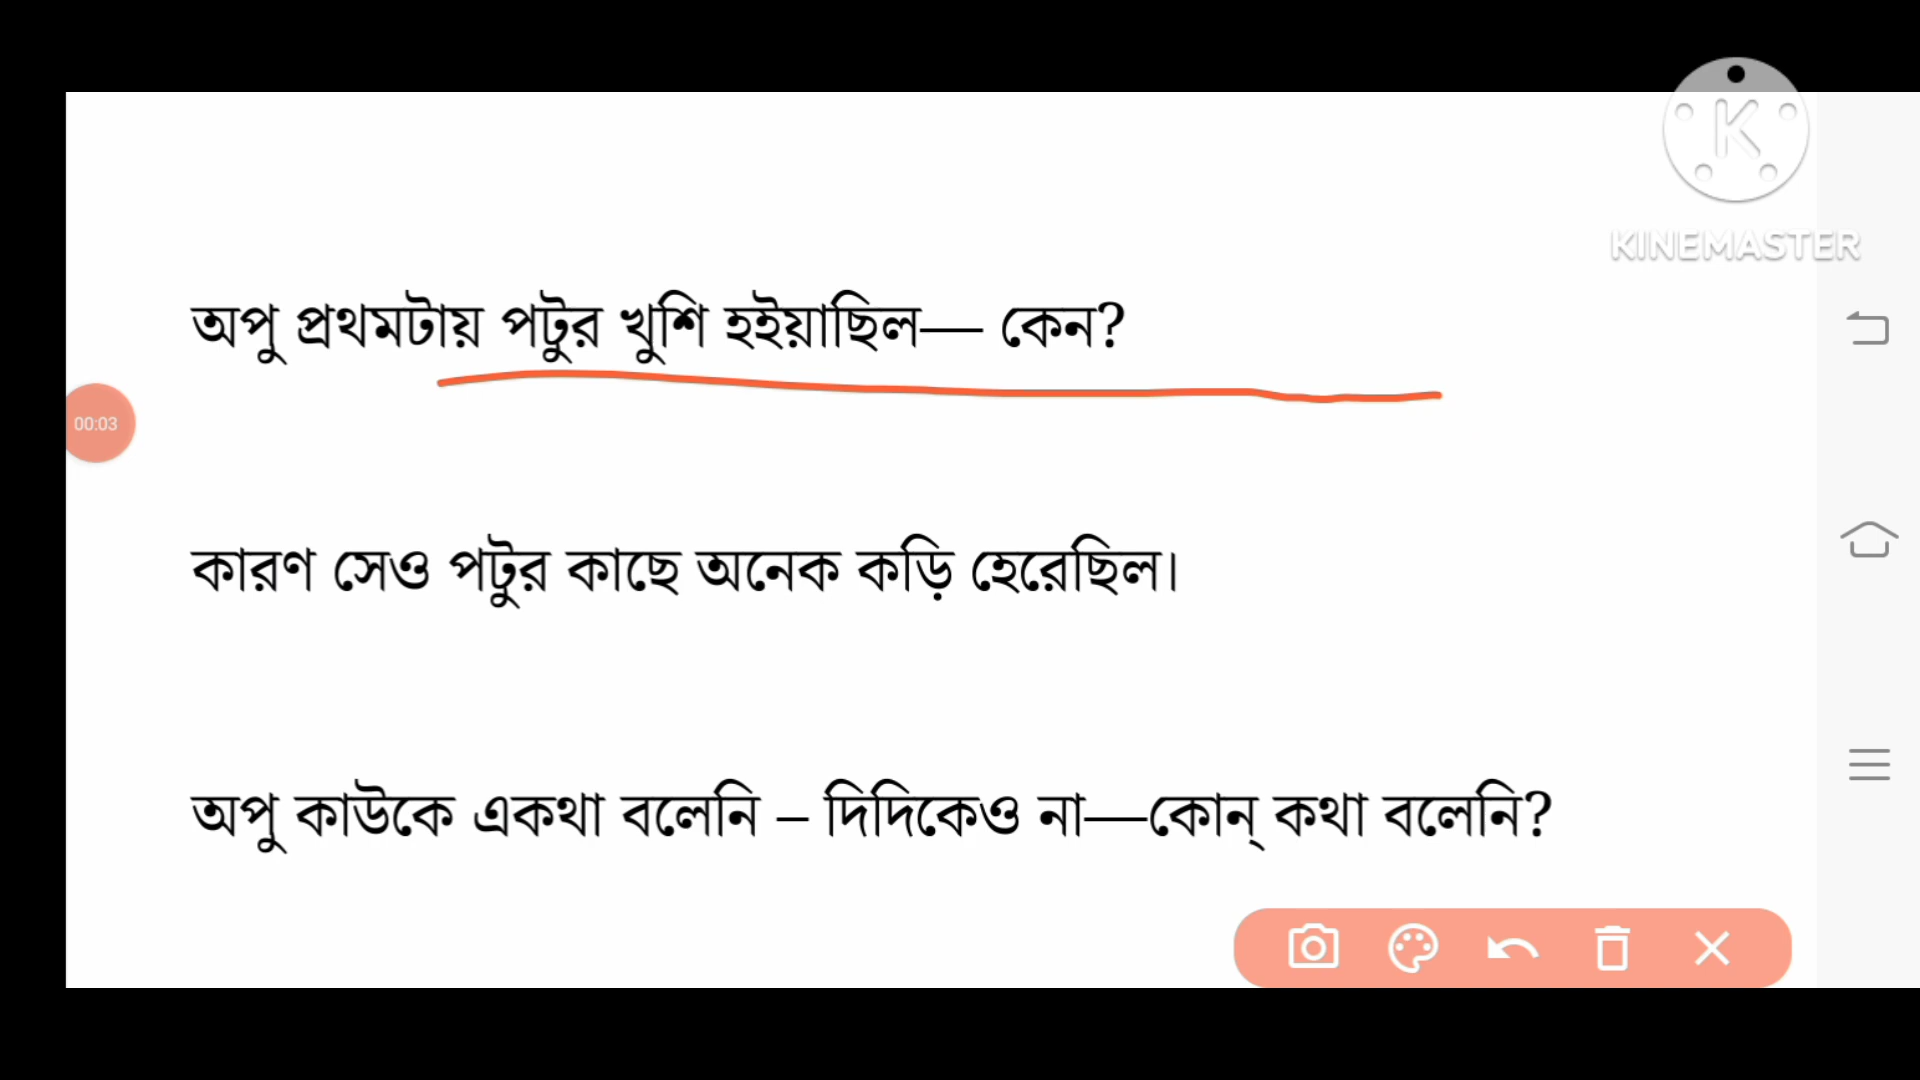 KINEMASTER
অপু প্রথমটায় পটুর খুশি হইয়াছিল— কেন?
00:03
কারণ সেও পটুর কাছে অনেক কড়ি হেরেছিল।
অপু কাউকে একথা বলেনি – দিদিকেও না—কোন্ কথা বলেনি?